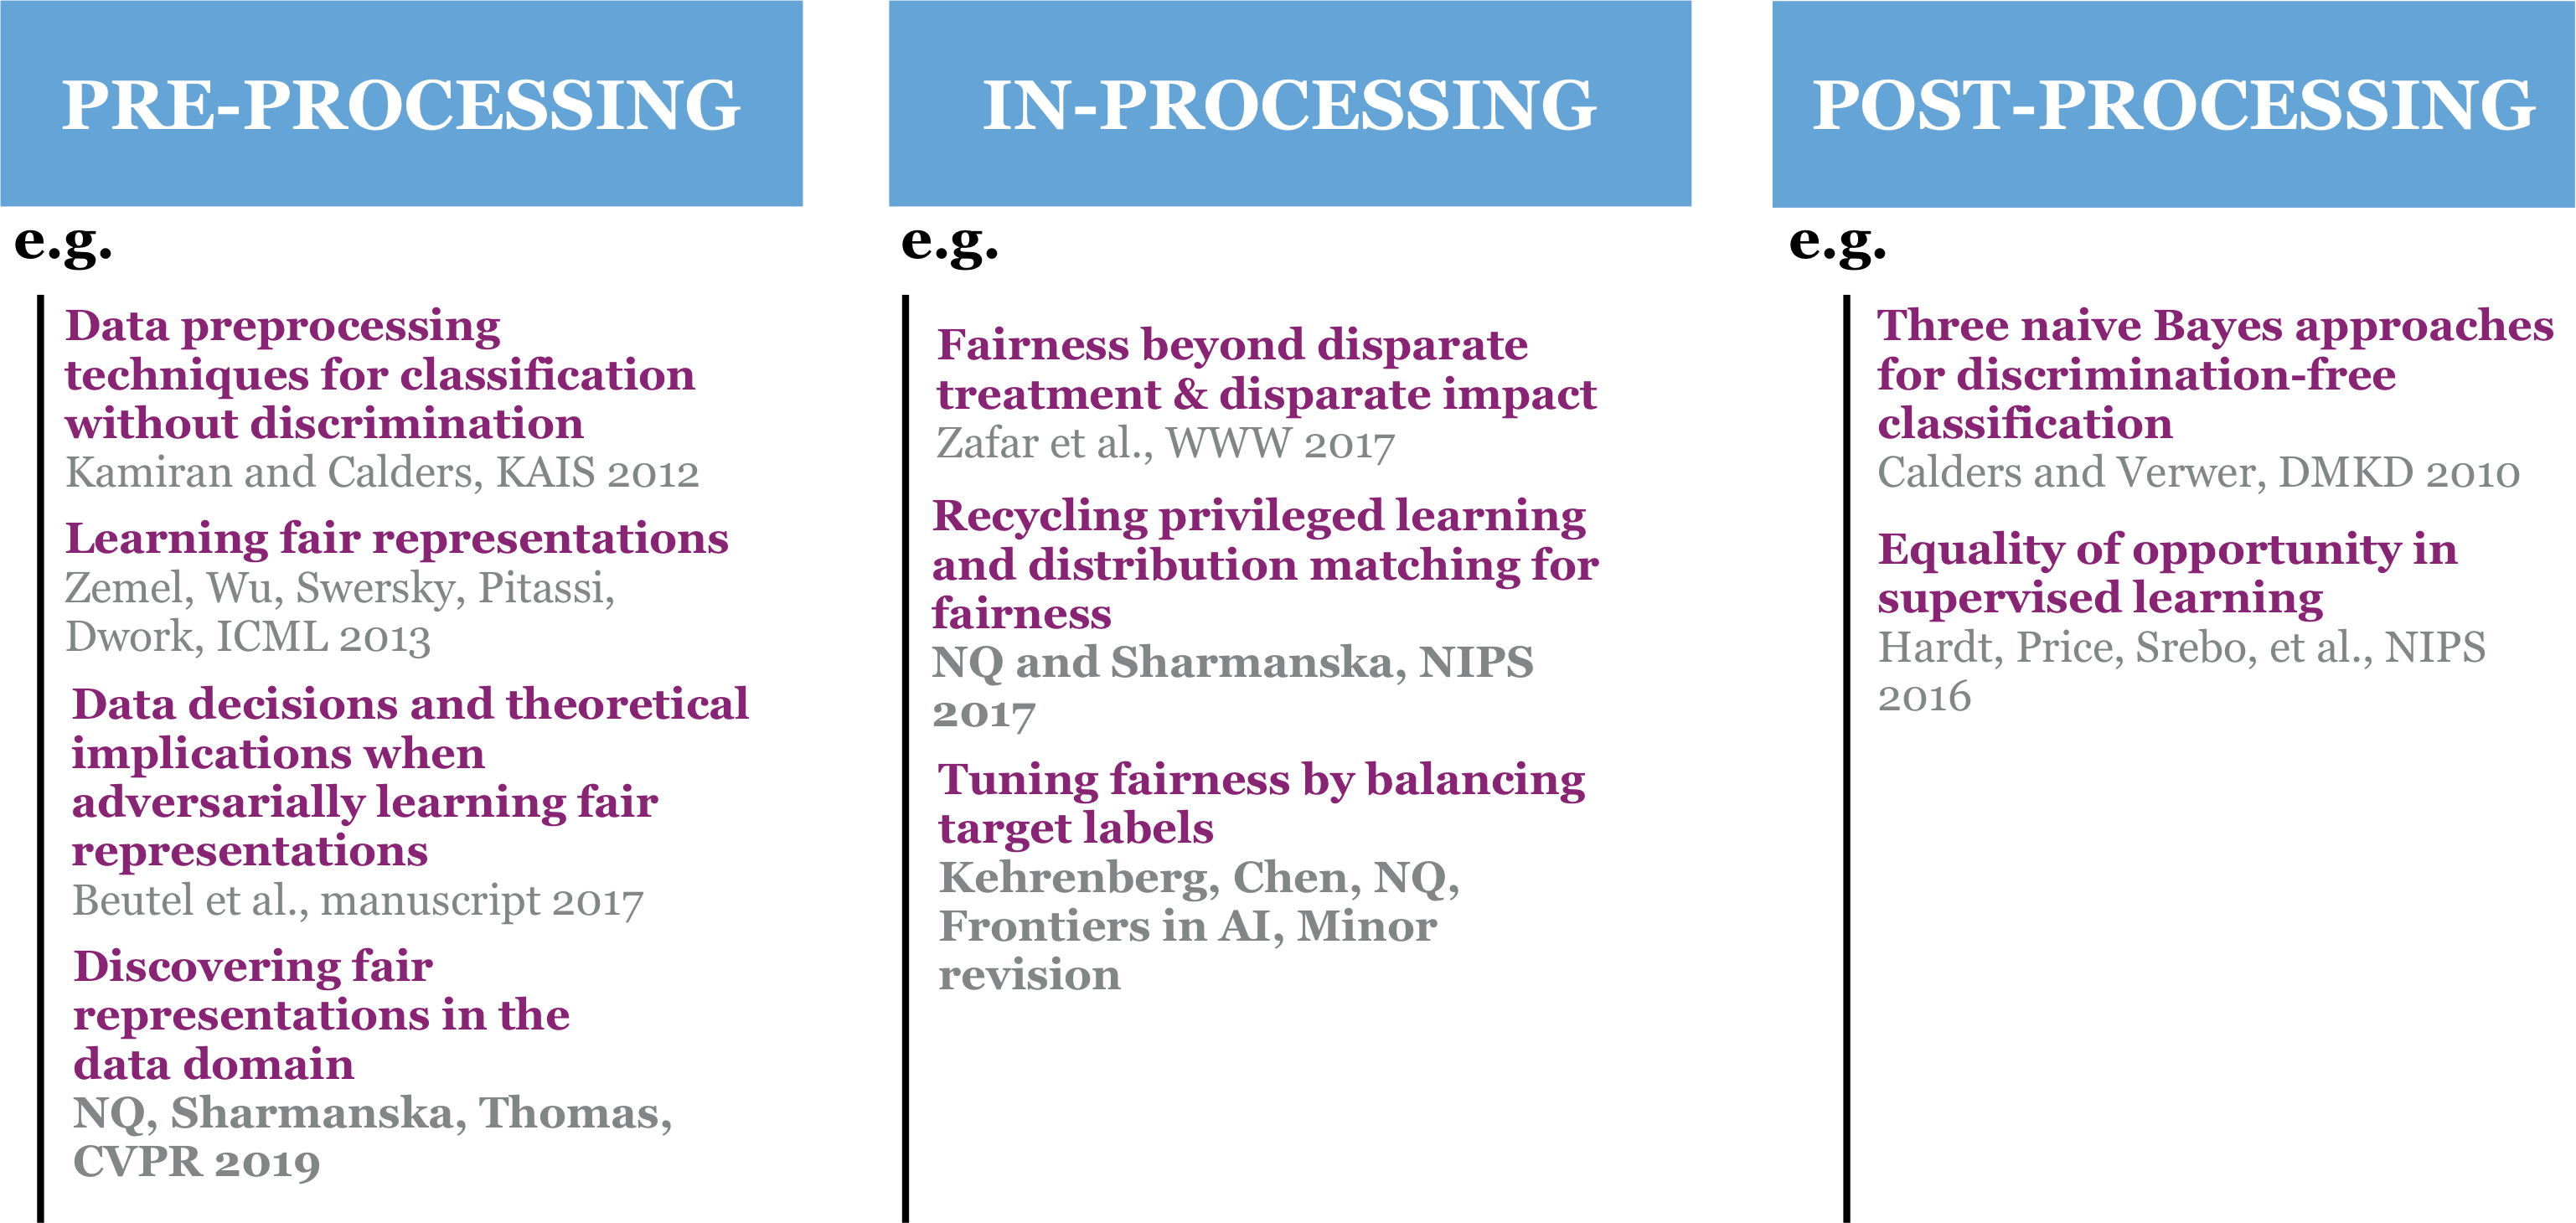 PRE-PROCESSING
e.g.
Data preprocessing
techniques for classification
without discrimination
Kamiran and Calders, KAIS 2012
Learning fair representations
Zemel, Wu, Swersky, Pitassi,
Dwork, ICML 2013
Data decisions and theoretical
implications when
adversarially learning fair
representations
Beutel et al., manuscript 2017
Discovering fair
representations in the
data domain
NQ, Sharmanska, Thomas,
CVPR 2019
IN-PROCESSING
e.g.
Fairness beyond disparate
treatment & disparate impact
Zafar et al., WWW 2017
Recycling privileged learning
and distribution matching for
fairness
NQ and Sharmanska, NIPS
2017
Tuning fairness by balancing
target labels
Kehrenberg, Chen, NQ,
Frontiers in AI, Minor
revision
POST-PROCESSING
e.g.
Three naive Bayes approaches
for discrimination-free
classification
Calders and Verwer, DMKD 2010
Equality of opportunity in
supervised learning
Hardt, Price, Srebo, et al., NIPS
2016